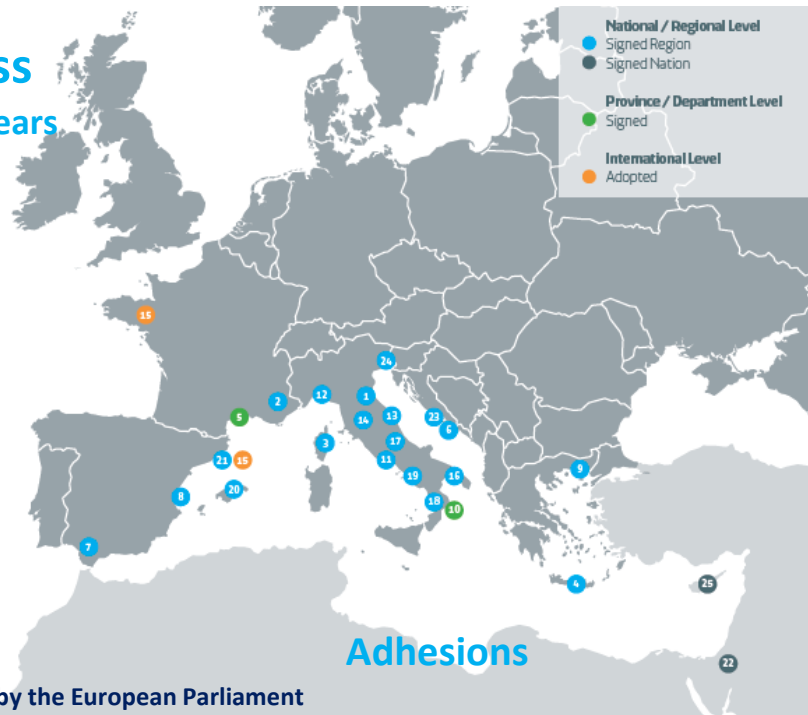 ss
ears
National / Regional Level
Signed Region
Signed Nation
Province / Department Level
Signed
International Level
Adopted
15
24
2
12
1
5
13
23
14
6
3
17
21
15
11
9
8
20
19
16
18
10
7
4
25
22
Adhesions
by the European Parliament